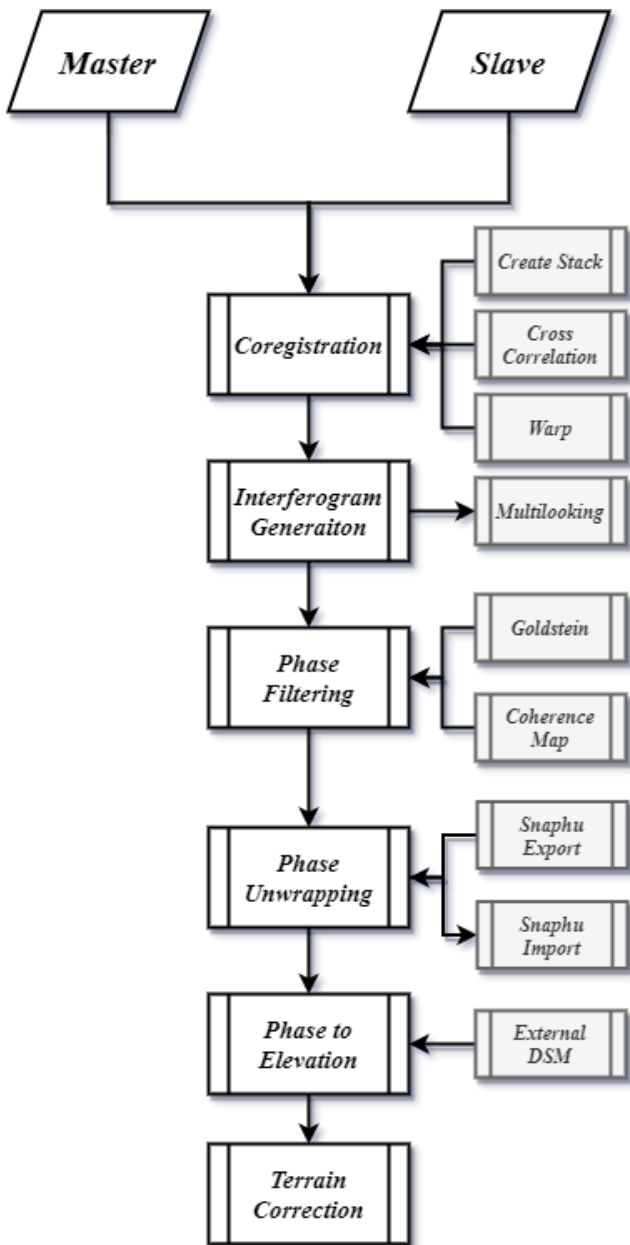 Master
Slave
Create Stack
Coregistration
Cross
Correlation
Warp
Interferogram
Generaiton
Multilooking
Phase
Filtering
Goldstein
Coherence
Map
Phase
Unwrapping
Snaphu
Export
Snaphu
Import
Phase to
Elevation
External
DSM
Terrain
Correction